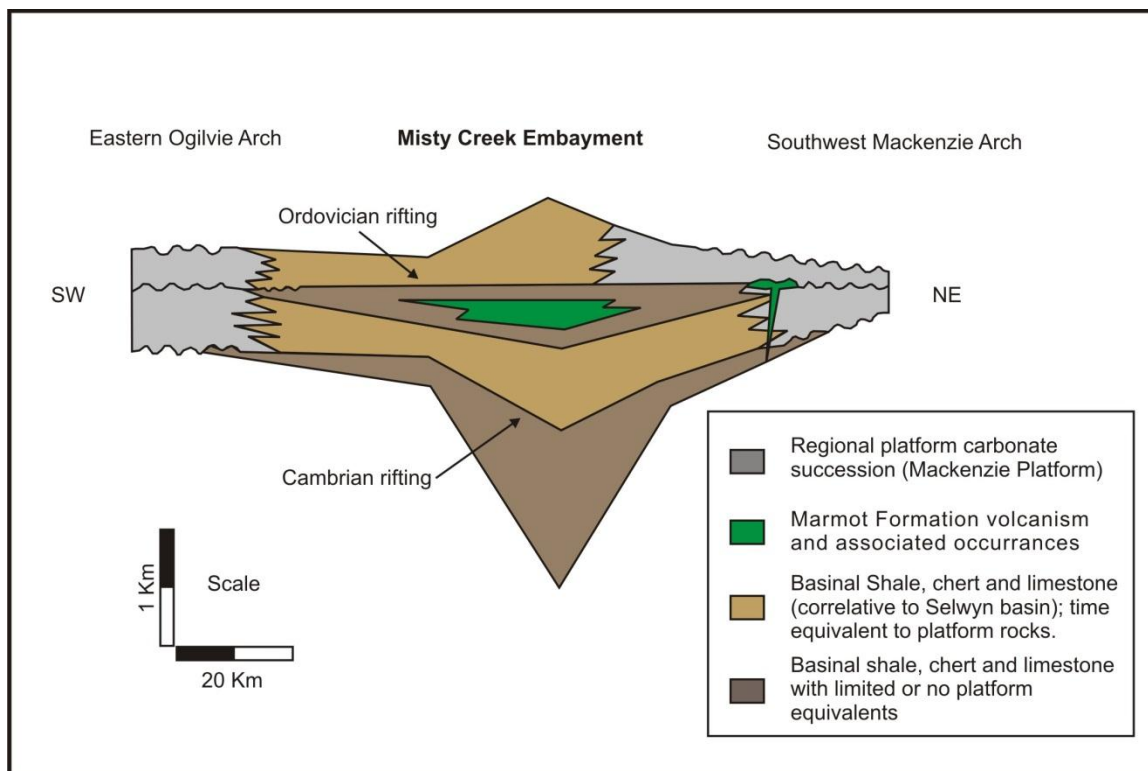 Eastern Ogilvie Arch
Misty Creek Embayment
Southwest Mackenzie Arch
Ordovician rifting
SW
NE
Cambrian rifting
1 Km
Scale
20 Km
Regional platform carbonate
succession (Mackenzie Platform)
Marmot Formation volcanism
and associated occurrances
Basinal Shale, chert and limestone
(correlative to Selwyn basin); time
equivalent to platform rocks.
Basinal shale, chert and limestone
with limited or no platform
equivalents